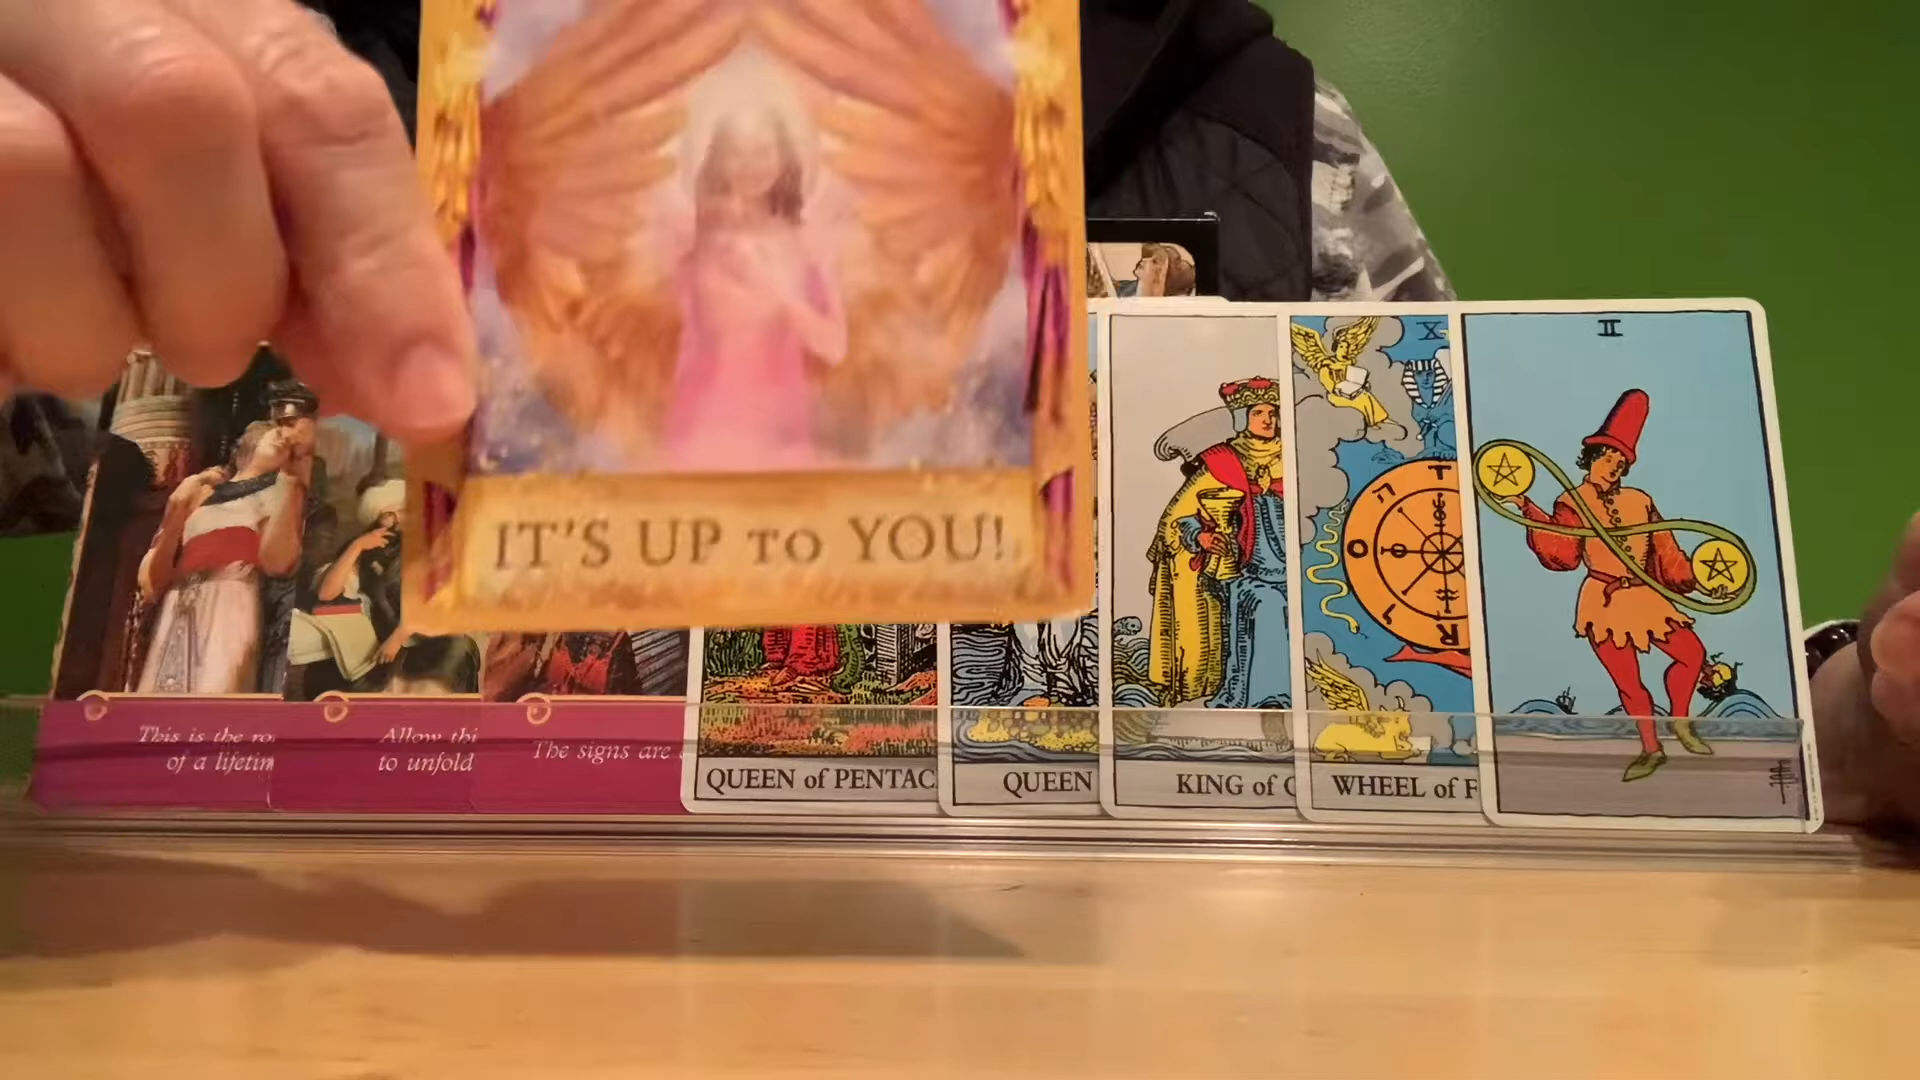 IT'S UP TO YOU!
II
X
This is the
of a lifetim
Allow thi
to unfold
The signs are
QUEEN of PENTAC
QUEEN
KING of C
WHEEL of F